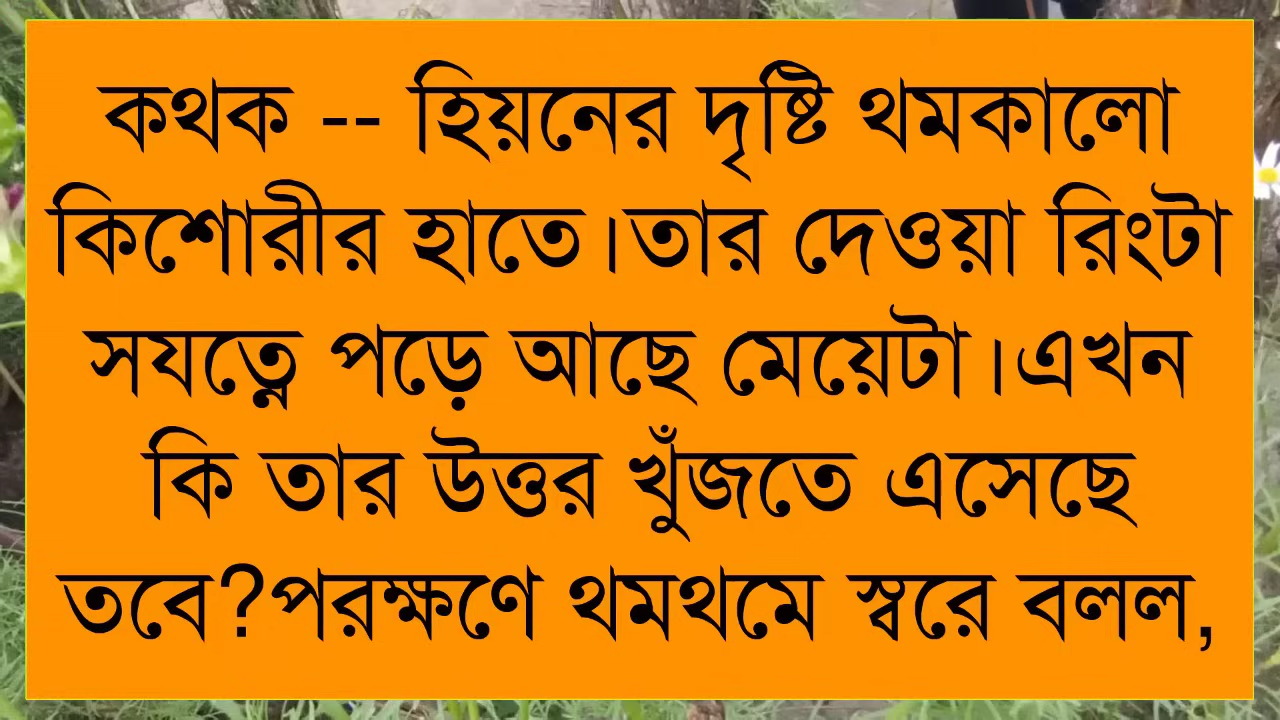 কথক -- হিয়নের দৃষ্টি থমকালো
কিশোরীর হাতে।তার দেওয়া রিংটা
সযত্নে পড়ে আছে মেয়েটা।এখন
কি তার উত্তর খুঁজতে এসেছে
তবে?পরক্ষণে থমথমে স্বরে বলল,